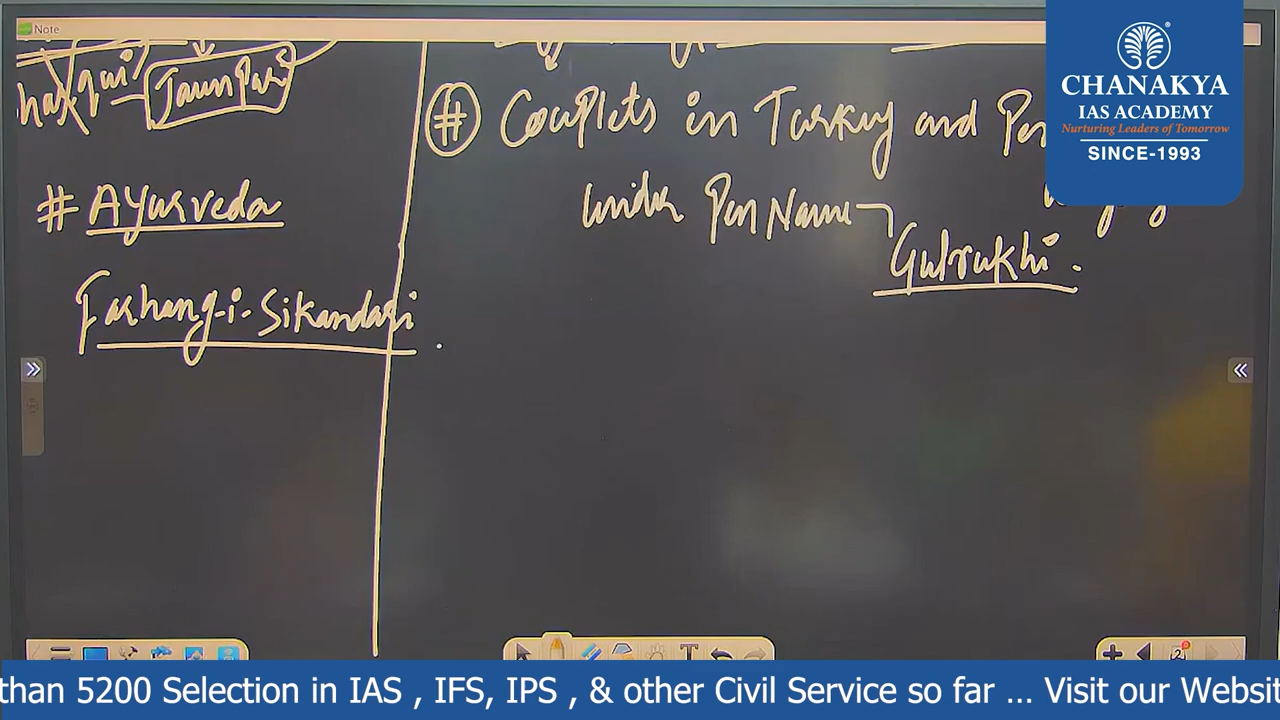 Note
Jaunpur
# Ayurveda
Farhang-i-Sikandari
# Couplets in Turkey and
under Pen Name
Gulrukhi.
CHANAKYA
IAS ACADEMY
Nurturing Leaders of Tomorrow
SINCE-1993
than 5200 Selection in IAS , IFS, IPS , & other Civil Service so far ... Visit our Websit